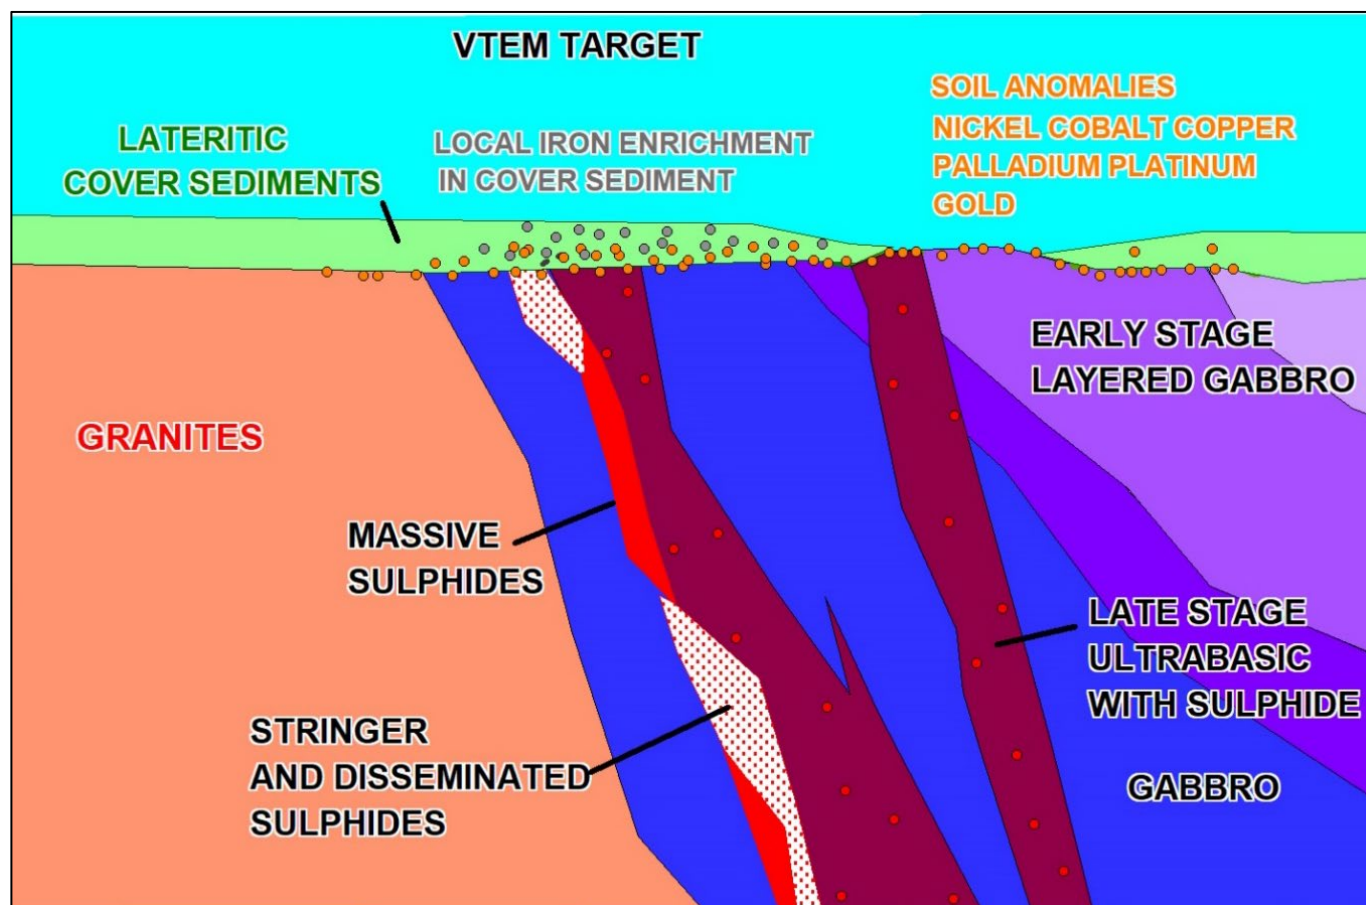 VTEM TARGET
SOIL ANOMALIES
NICKEL COBALT COPPER
PALLADIUM PLATINUM
GOLD
LATERITIC
COVER SEDIMENTS
LOCAL IRON ENRICHMENT
IN COVER SEDIMENT
EARLY STAGE
LAYERED GABBRO
GRANITES
MASSIVE
SULPHIDES
LATE STAGE
ULTRABASIC
WITH SULPHIDE
STRINGER
AND DISSEMINATED
SULPHIDES
GABBRO